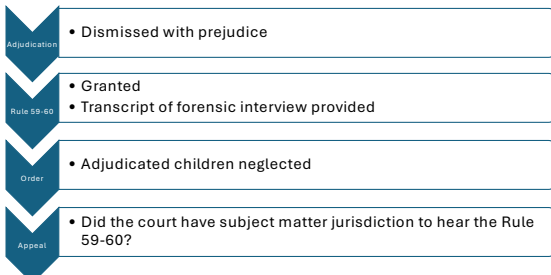 Adjudication
• Dismissed with prejudice
Rule 59-60
• Granted
• Transcript of forensic interview provided
Order
• Adjudicated children neglected
Appeal
• Did the court have subject matter jurisdiction to hear the Rule
59-60?